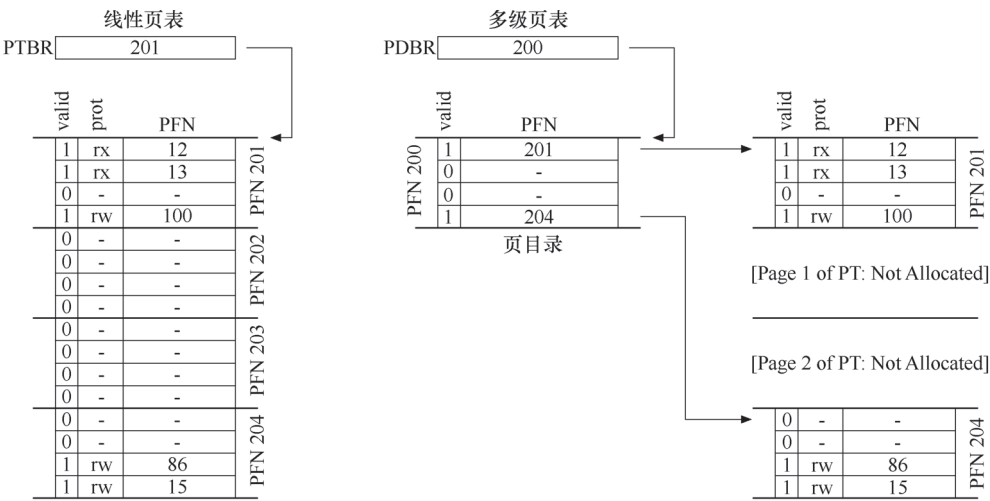 线性页表
PTBR 201
valid prot PFN
1 rx 12
1 rx 13
0 - -
1 rw 100
PFN 201
0 - -
0 - -
0 - -
0 - -
PFN 202
0 - -
0 - -
0 - -
0 - -
PFN 203
0 - -
0 - -
1 rw 86
1 rw 15
PFN 204
多级页表
PDBR 200
valid PFN
PFN 200
1 201
0 -
0 -
1 204
页目录
valid prot PFN
1 rx 12
1 rx 13
0 - -
1 rw 100
PFN 201
[Page 1 of PT: Not Allocated]
[Page 2 of PT: Not Allocated]
0 - -
0 - -
1 rw 86
1 rw 15
PFN 204